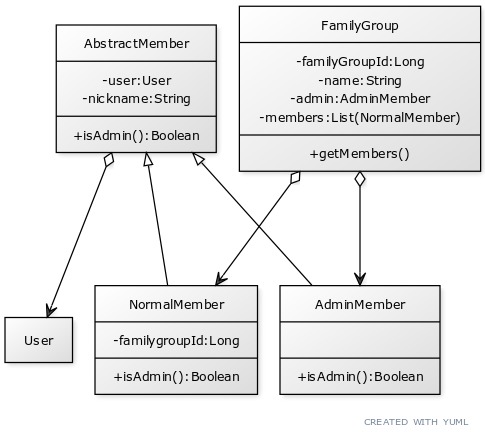 AbstractMember
-user:User
-nickname:String
+isAdmin():Boolean
FamilyGroup
-familyGroupId:Long
-name:String
-admin:AdminMember
-members:List(NormalMember)
+getMembers()
User
NormalMember
-familygroupId:Long
+isAdmin():Boolean
AdminMember
+isAdmin():Boolean
CREATED WITH YUML